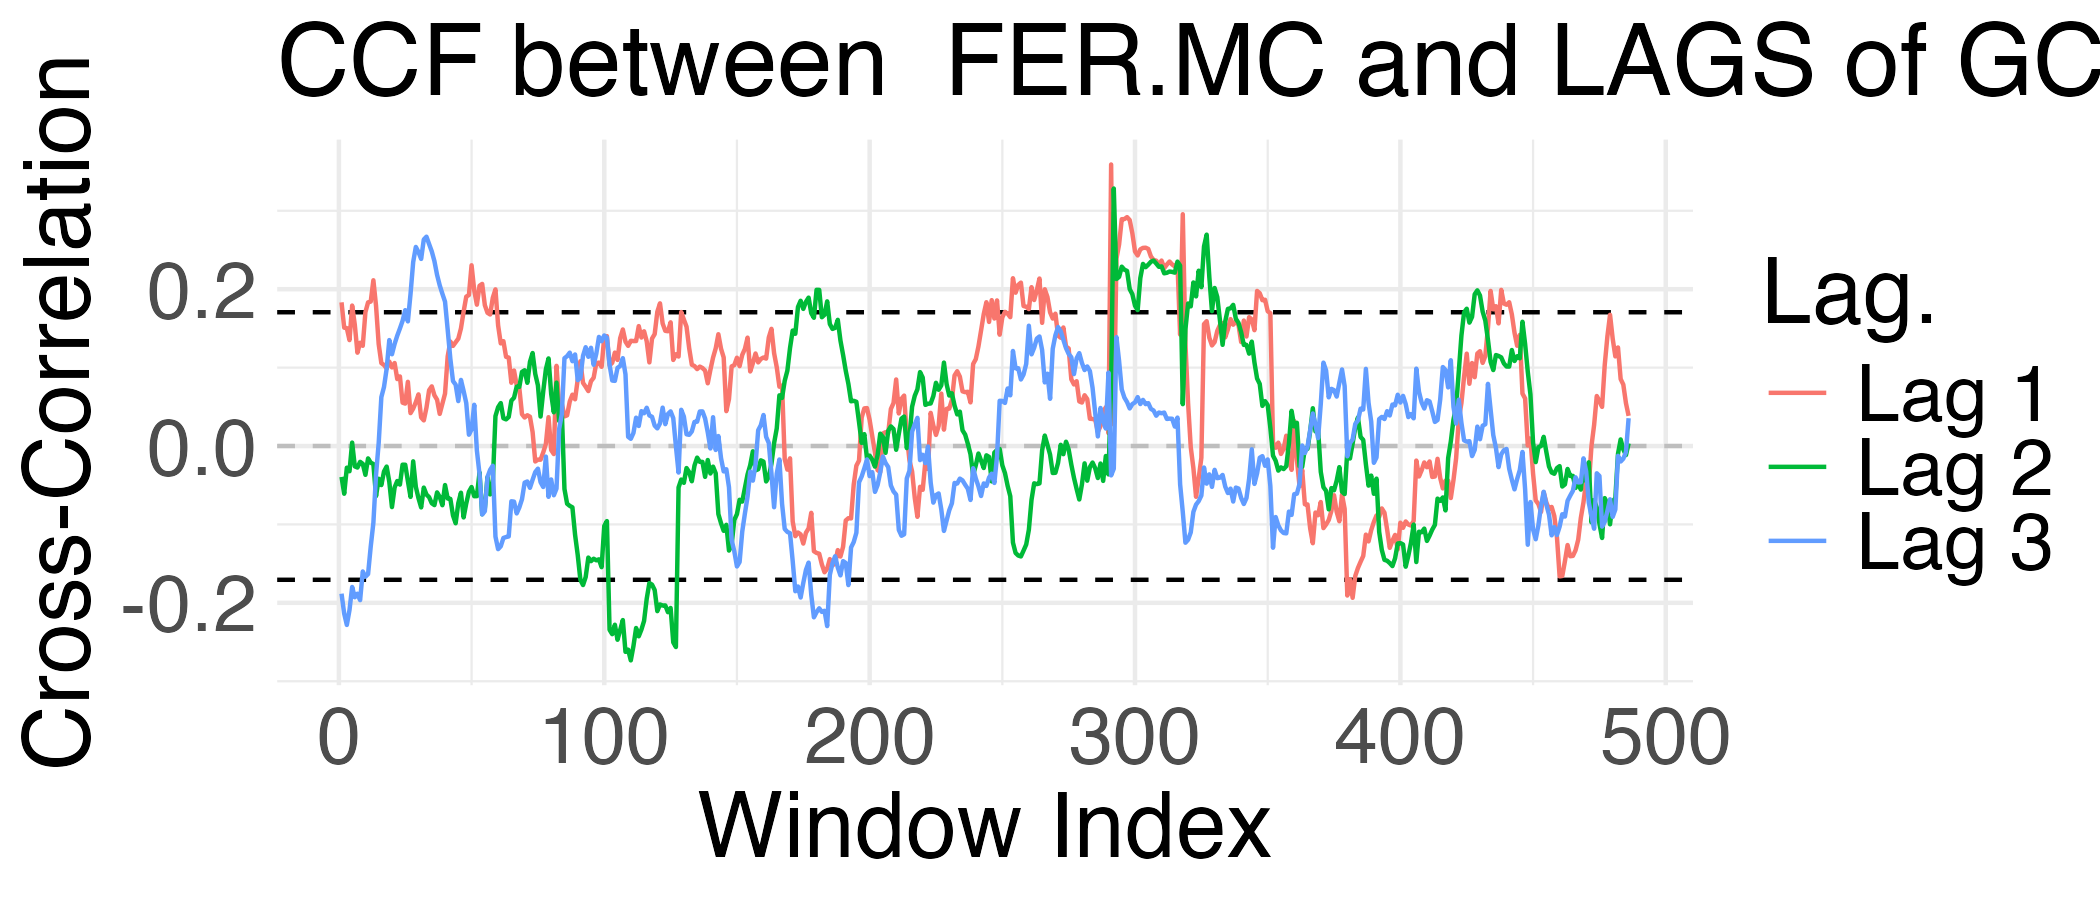 CCF between  FER.MC and LAGS of GC
Cross-Correlation
0.2
0.0
-0.2
0
100
200
300
400
500
Window Index
Lag.
Lag 1
Lag 2
Lag 3